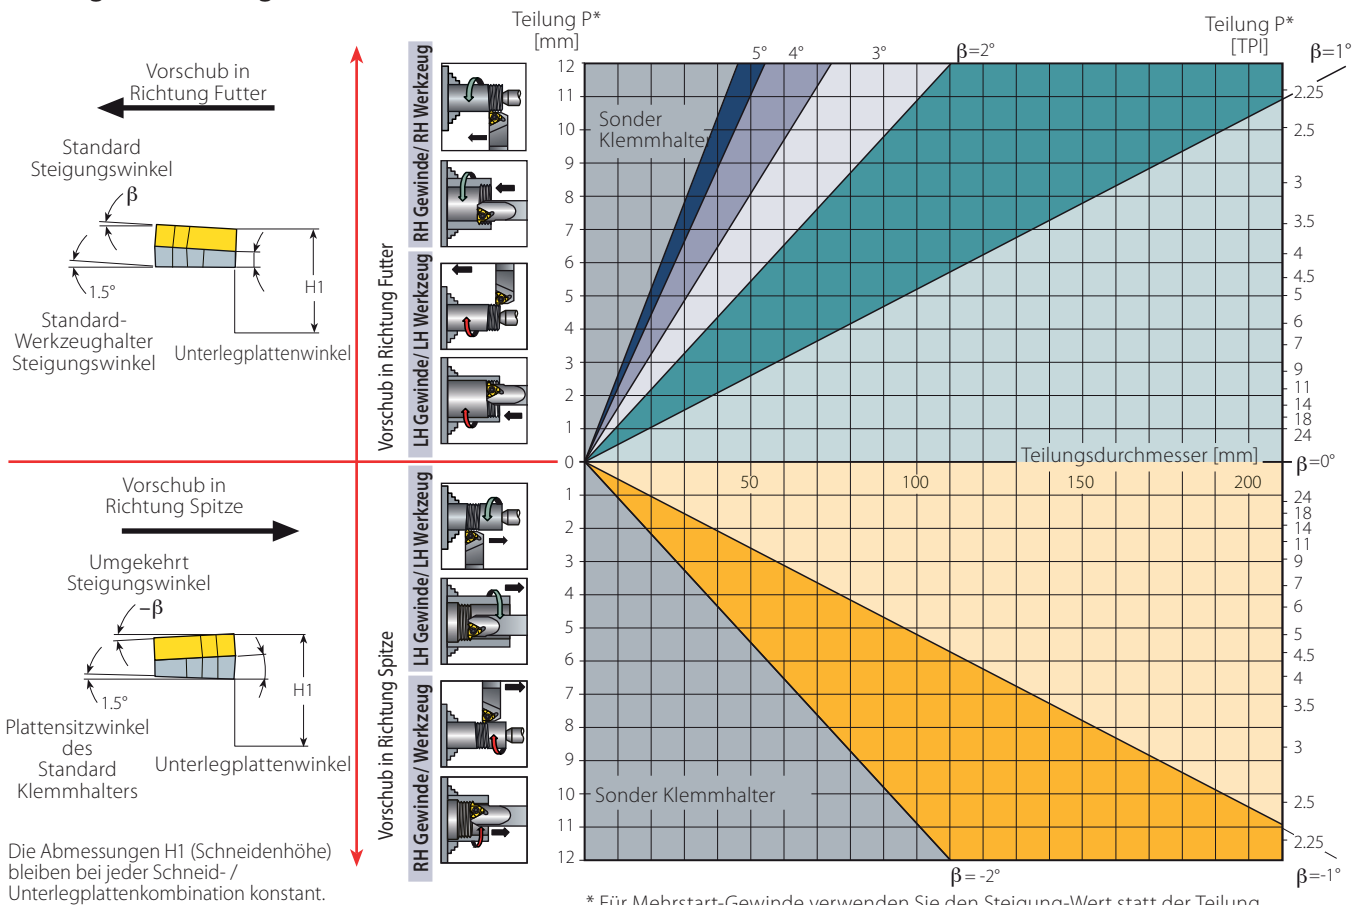 Vorschub in
Richtung Futter
Standard
Steigungswinkel
β
1.5°
H1
Standard-
Werkzeughalter
Steigungswinkel
Unterlegplattenwinkel
Vorschub in
Richtung Spitze
Umgekehrt
Steigungswinkel
−β
1.5°
H1
Plattensitzwinkel
des
Standard
Klemmhalters
Unterlegplattenwinkel
Die Abmessungen H1 (Schneidenhöhe)
bleiben bei jeder Schneid- /
Unterlegplattenkombination konstant.
Vorschub in Richtung Futter
RH Gewinde/ RH Werkzeug
LH Gewinde/ LH Werkzeug
Vorschub in Richtung Spitze
LH Gewinde/ LH Werkzeug
RH Gewinde/ Werkzeug
Teilung P*
[mm]
5°
4°
3°
β=2°
Teilung P*
[TPI]
β=1°
12
11
10
9
8
7
6
5
4
3
2
1
0
1
2
3
4
5
6
7
8
9
10
11
12
Sonder
Klemmhalter
Teilungsdurchmesser [mm]
50
100
150
200
Sonder Klemmhalter
2.25
2.5
3
3.5
4
4.5
5
6
7
9
11
14
18
24
β=0°
24
18
14
11
9
7
6
5
4.5
4
3.5
3
2.5
2.25
β= -2°
β=-1°
* Für Mehrstart-Gewinde verwenden Sie den Steigung-Wert statt der Teilung